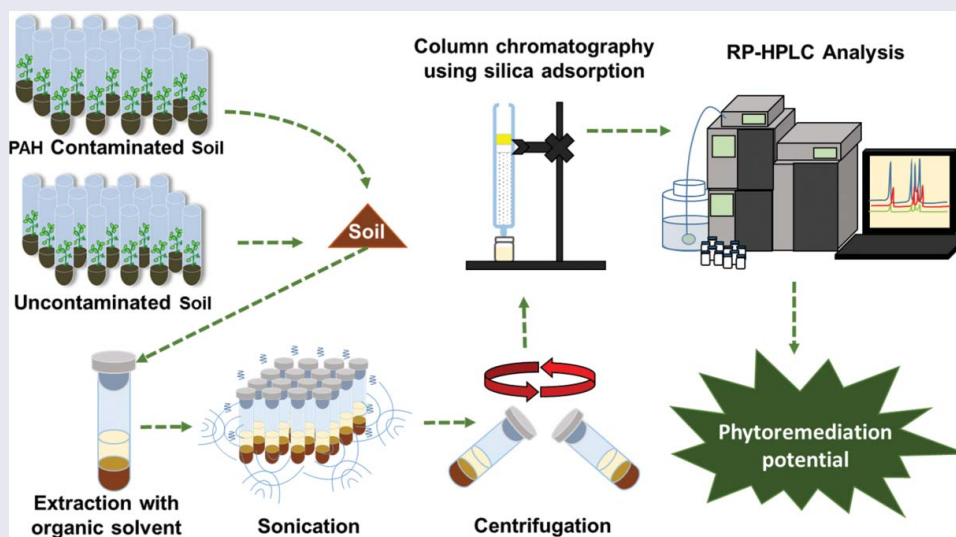 PAH Contaminated Soil
Uncontaminated Soil
Soil
Extraction with
organic solvent
Sonication
Centrifugation
Column chromatography
using silica adsorption
RP-HPLC Analysis
Phytoremediation
potential